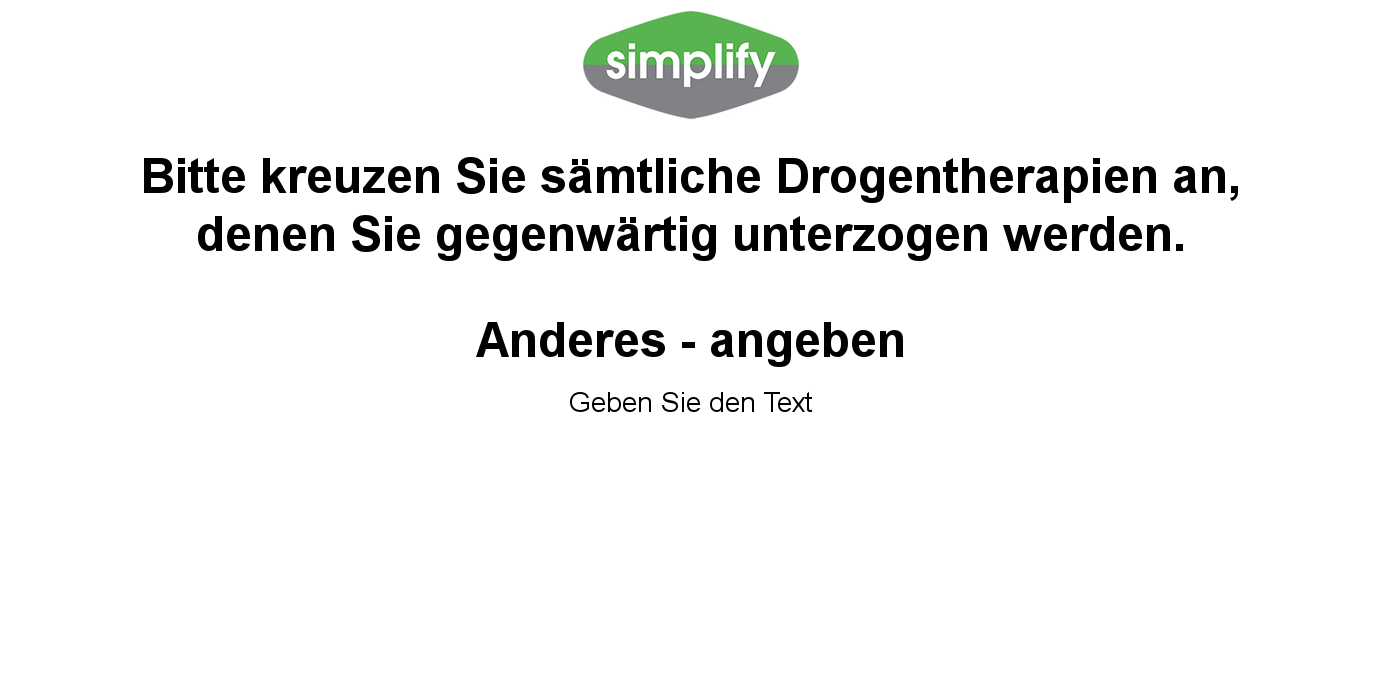 simplify
Bitte kreuzen Sie sämtliche Drogentherapien an,
denen Sie gegenwärtig unterzogen werden.
Anderes - angeben
Geben Sie den Text